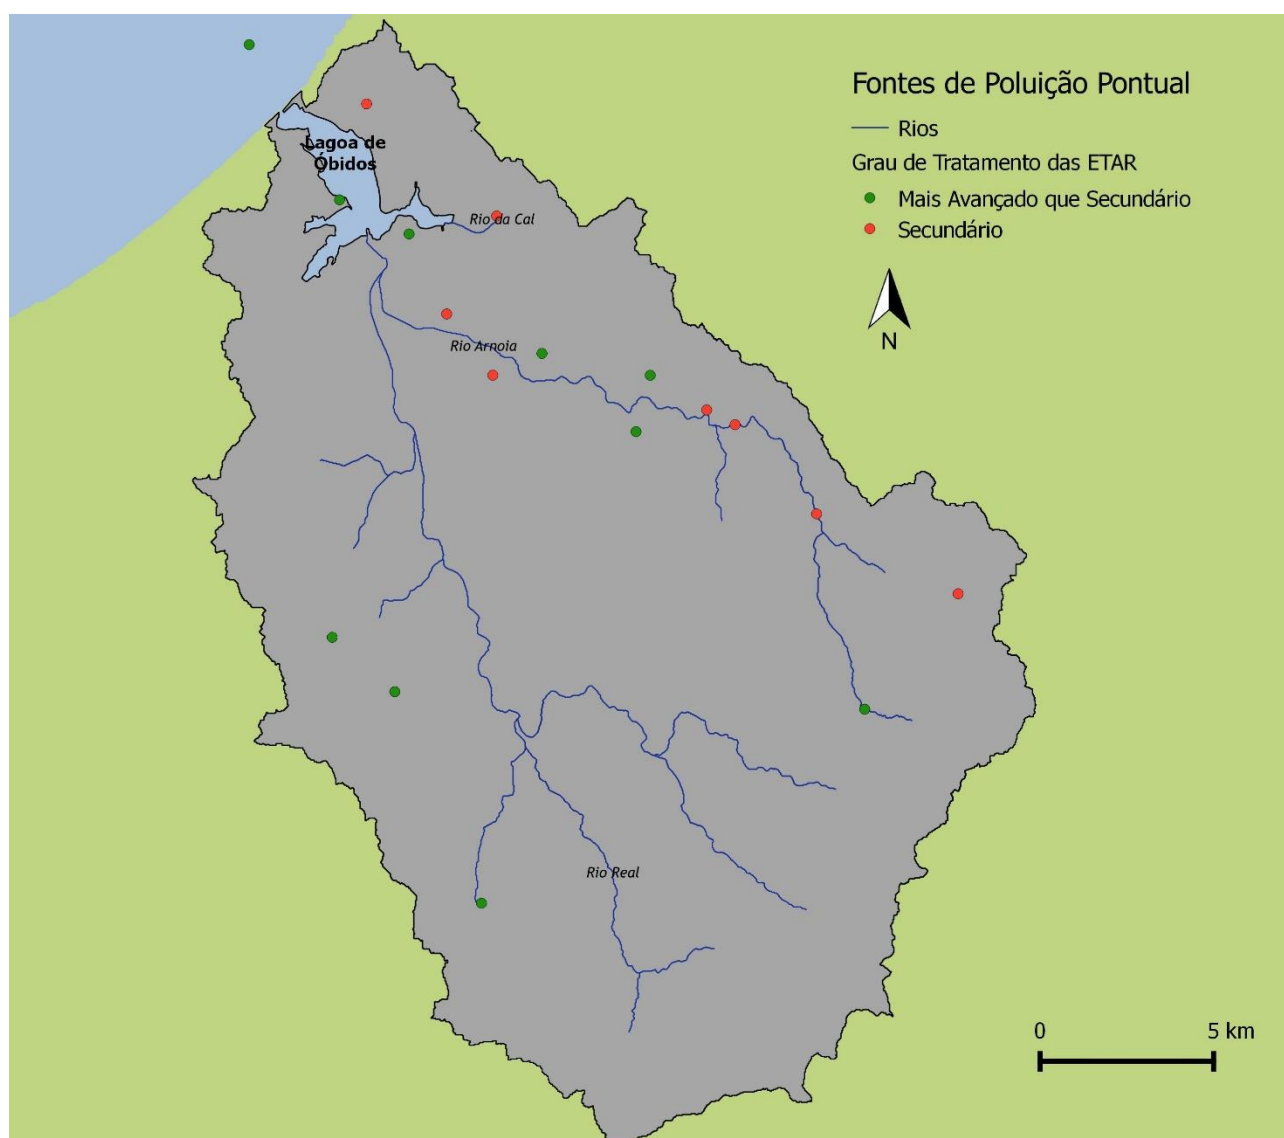 Fontes de Poluição Pontual
Rios
Grau de Tratamento das ETAR
Mais Avançado que Secundário
Secundário
N
Lagoa de
Óbidos
Rio da Cal
Rio Arnoia
Rio Real
0 5 km